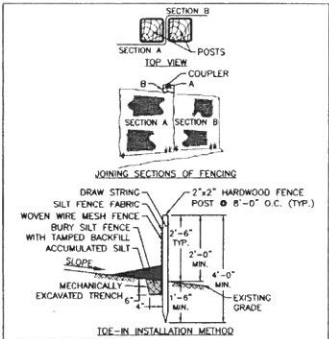 SECTION B
SECTION A
POSTS
TOP VIEW
COUPLER
B
A
SECTION A
SECTION B
JOINING SECTIONS OF FENCING
DRAW STRING
SILT FENCE FABRIC
WOVEN WIRE MESH FENCE
BURY SILT FENCE
WITH TAMPED BACKFILL
ACCUMULATED SILT
SLOPE
MECHANICALLY
EXCAVATED TRENCH
2"x2" HARDWOOD FENCE
POST @ 8'-0" O.C. (TYP.)
2'-6"
TYP.
2'-0"
MIN.
4'-0"
MIN.
6"
4"
1'-6"
MIN.
EXISTING
GRADE
TOE-IN INSTALLATION METHOD